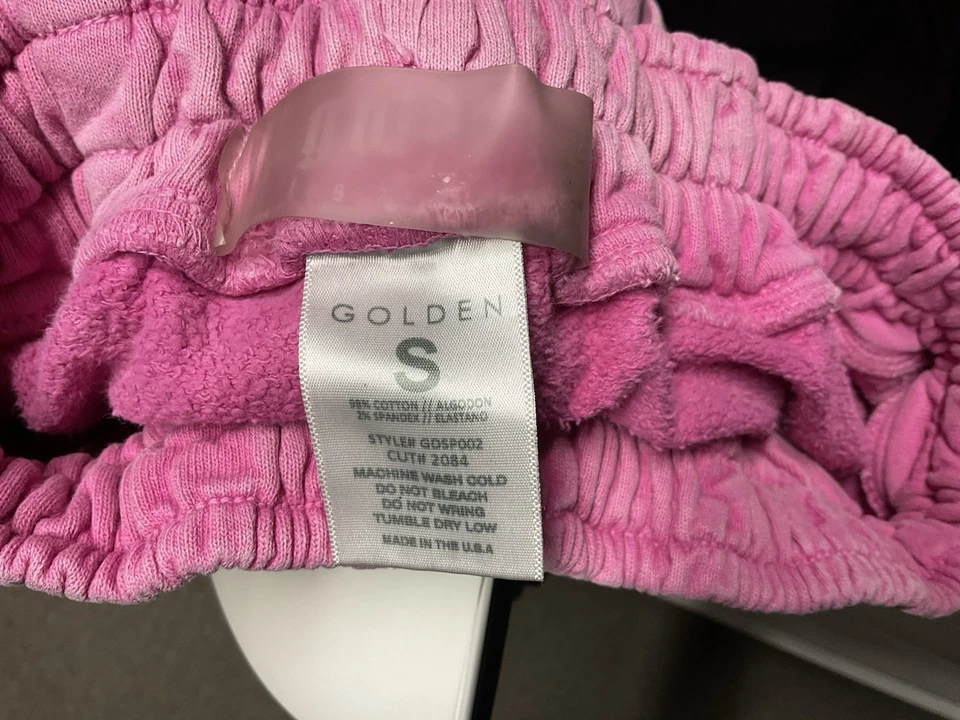 GOLDEN
S
98% COTTON // ALGODON
2% SPANDEX // ELASTANO
STYLE# GDSP002
CUT# 2084
MACHINE WASH COLD
DO NOT BLEACH
DO NOT WRING
TUMBLE DRY LOW
MADE IN THE U.S.A